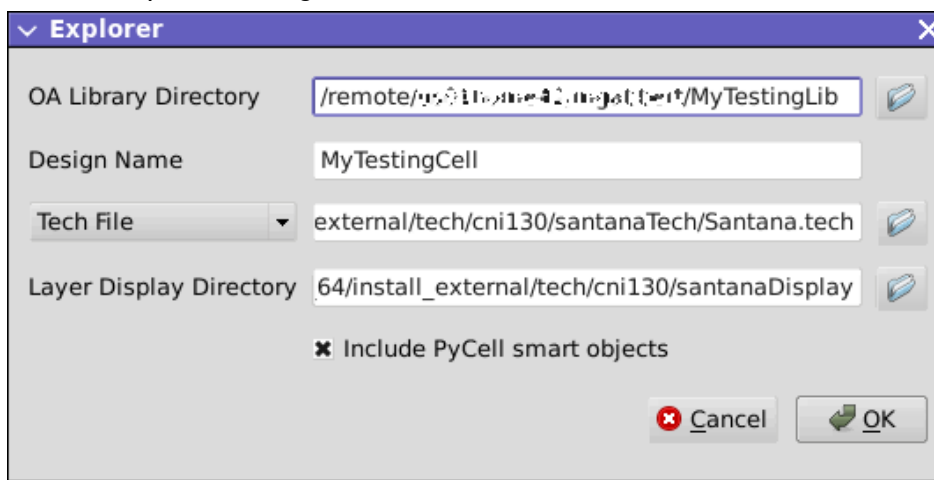 Explorer
OA Library Directory /remote/ /MyTestingLib
Design Name MyTestingCell
Tech File external/tech/cni130/santanaTech/Santana.tech
Layer Display Directory 64/install_external/tech/cni130/santanaDisplay
Include PyCell smart objects
Cancel OK